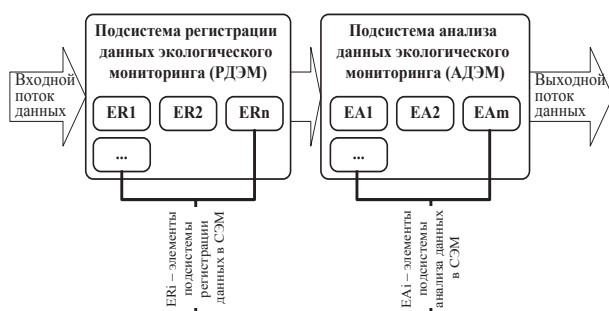 Подсистема регистрации
данных экологического
мониторинга (РДЭМ)
Подсистема анализа
данных экологического
мониторинга (АДЭМ)
Входной
поток
данных
Выходной
поток
данных
ER1
ER2
ERn
...
EA1
EA2
EAm
...
ERi – элементы
подсистемы
регистрации
данных в СЭМ
EAi – элементы
подсистемы
анализа данных
в СЭМ